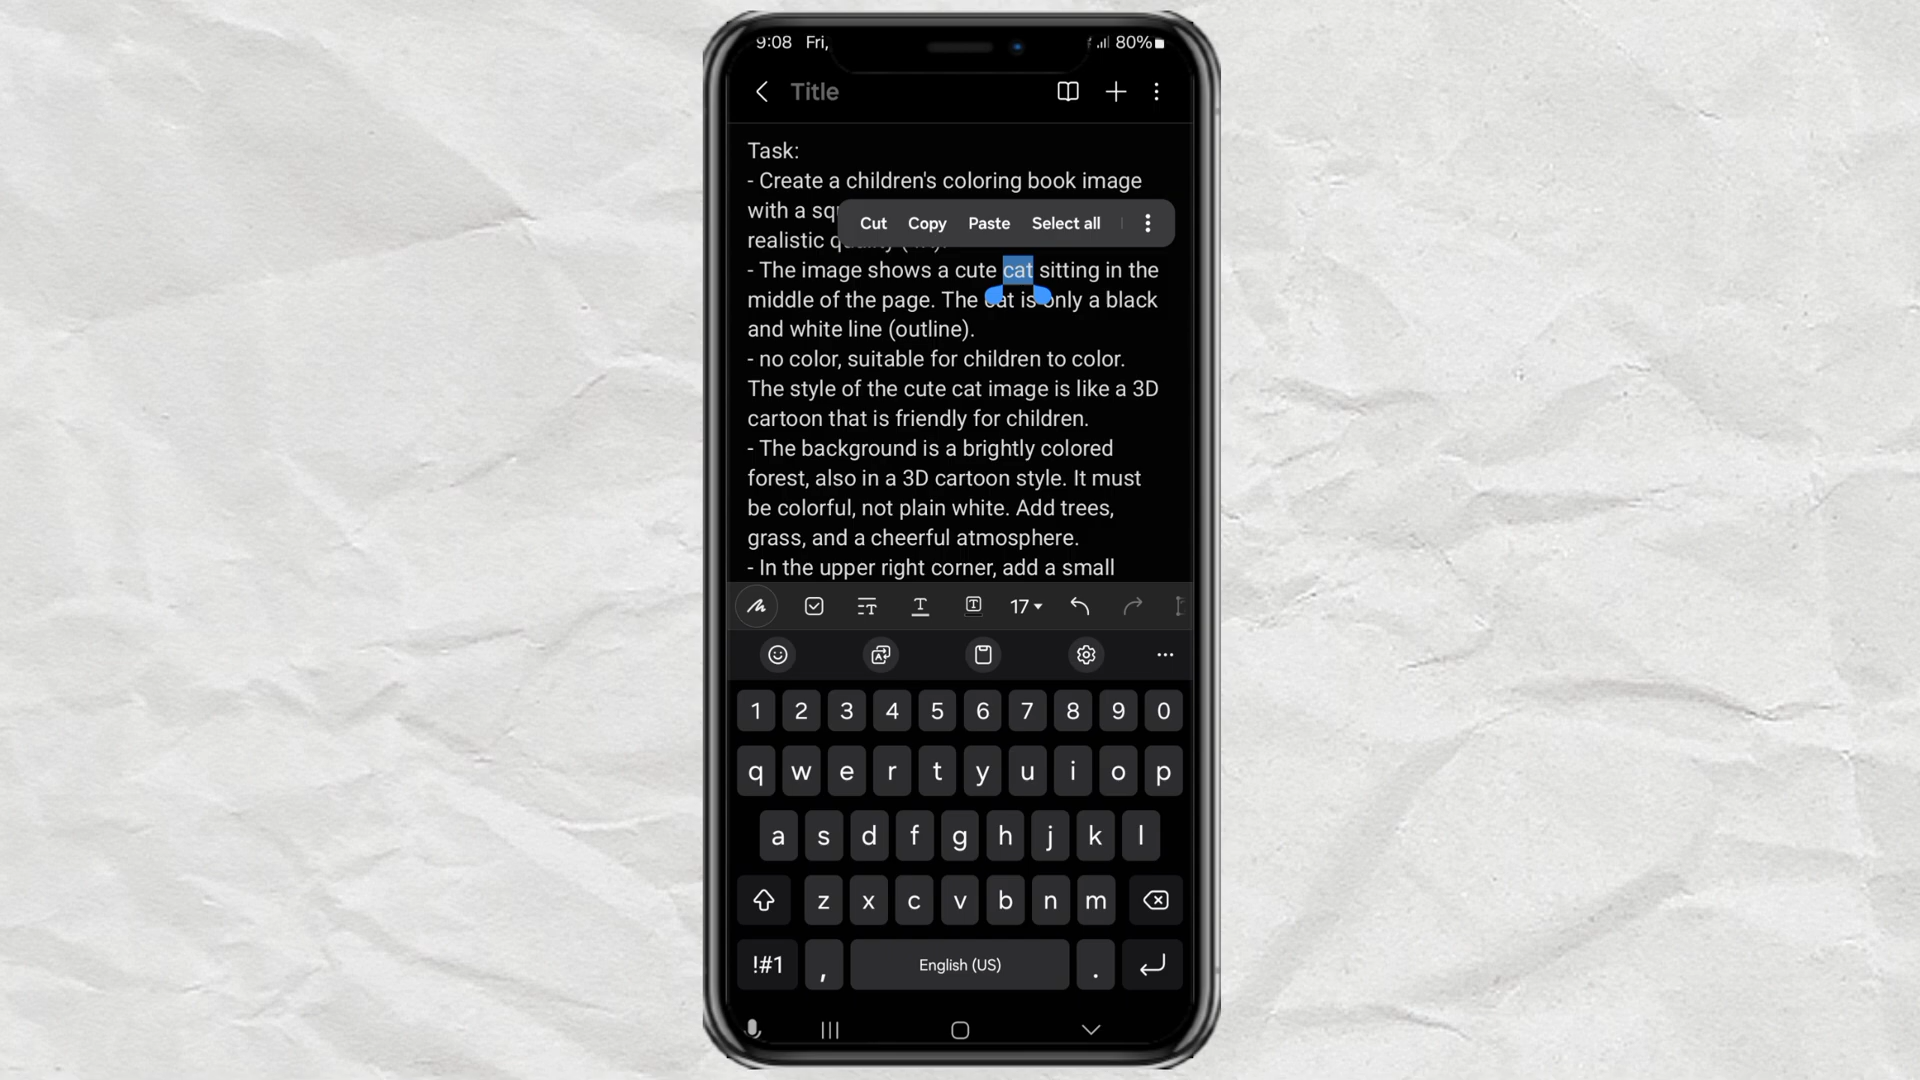 9:08 Fri, 80%
Title
Task:
- Create a children's coloring book image
with a
Cut Copy Paste Select all
realistic
- The image shows a cute cat sitting in the
middle of the page. The cat is only a black
and white line (outline).
- no color, suitable for children to color.
The style of the cute cat image is like a 3D
cartoon that is friendly for children.
- The background is a brightly colored
forest, also in a 3D cartoon style. It must
be colorful, not plain white. Add trees,
grass, and a cheerful atmosphere.
- In the upper right corner, add a small
17
1 2 3 4 5 6 7 8 9 0
q w e r t y u i o p
a s d f g h j k l
z x c v b n m
!#1 , English (US) .